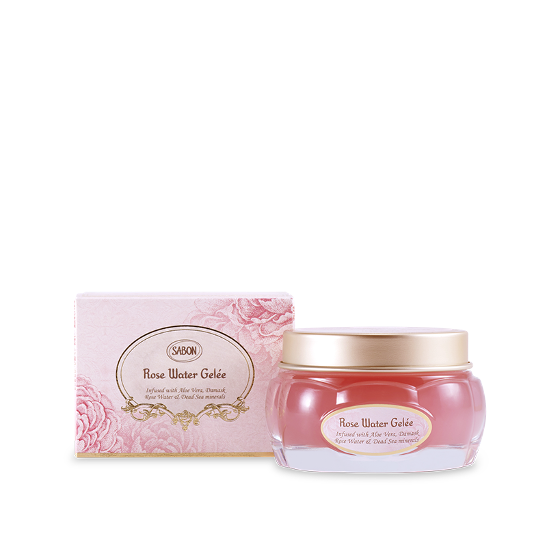 SABON
Rose Water Gelée
Infused with Aloe Vera, Damask
Rose Water & Dead Sea minerals
Rose Water Gelée
Infused with Aloe Vera, Damask
Rose Water & Dead Sea minerals